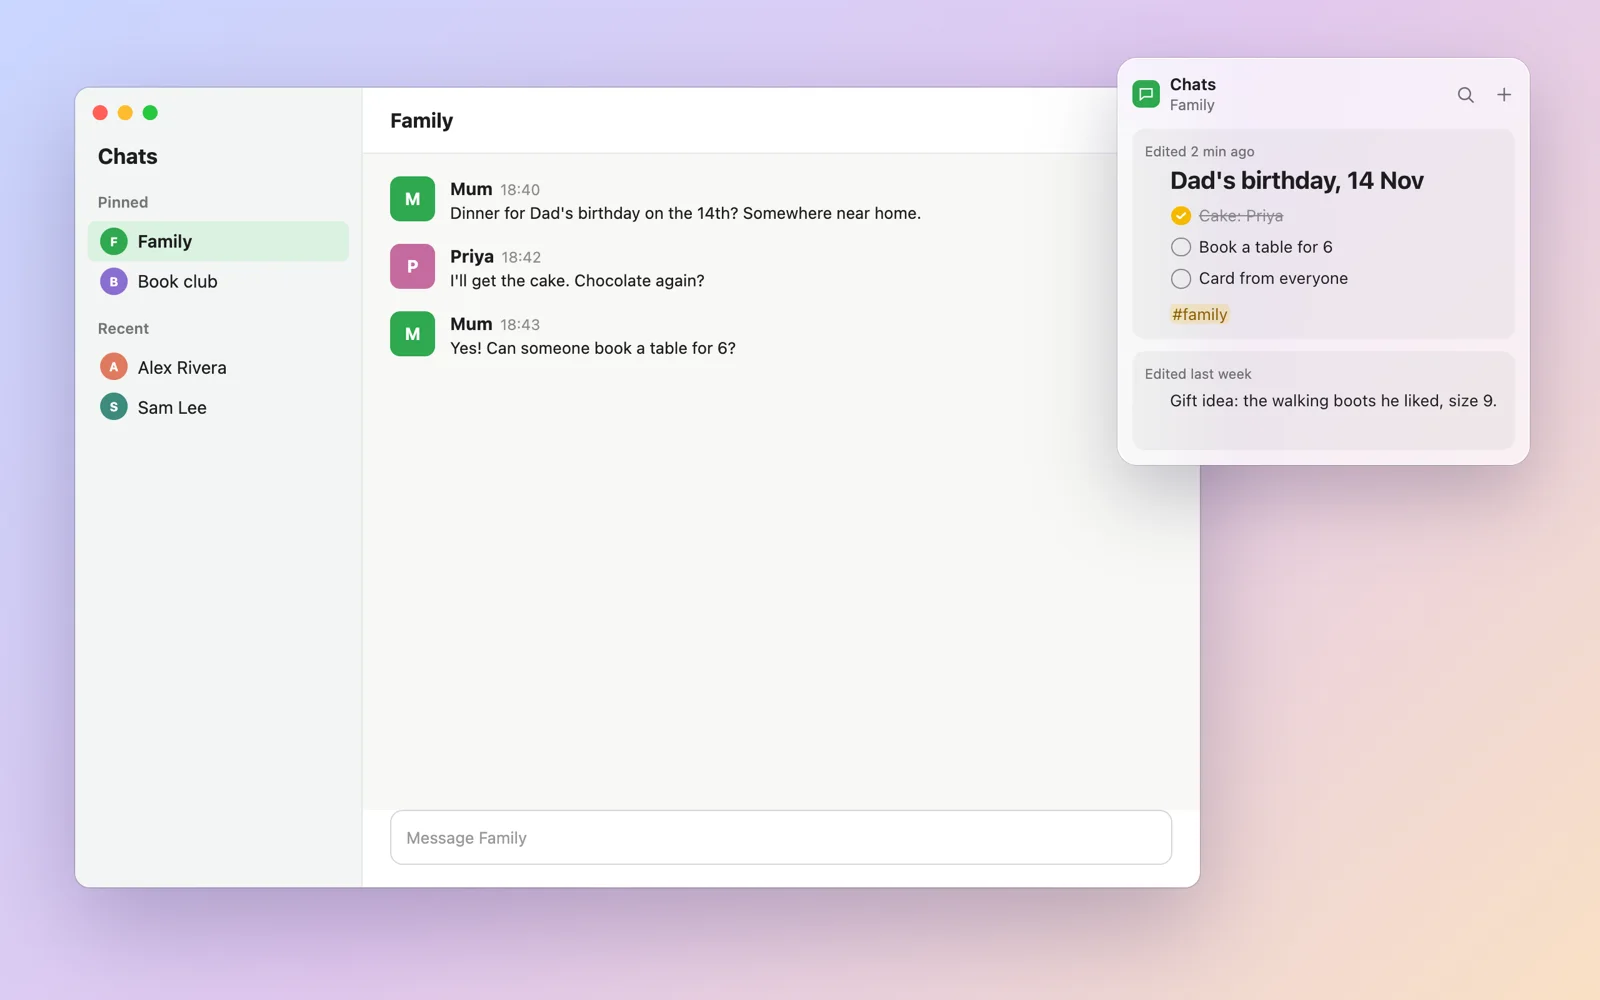 Chats
Pinned
F Family
B Book club
Recent
A Alex Rivera
S Sam Lee
Family
M
Mum 18:40
Dinner for Dad's birthday on the 14th? Somewhere near home.
P
Priya 18:42
I'll get the cake. Chocolate again?
M
Mum 18:43
Yes! Can someone book a table for 6?
Message Family
Chats
Family
Edited 2 min ago
Dad's birthday, 14 Nov
Cake: Priya
Book a table for 6
Card from everyone
#family
Edited last week
Gift idea: the walking boots he liked, size 9.